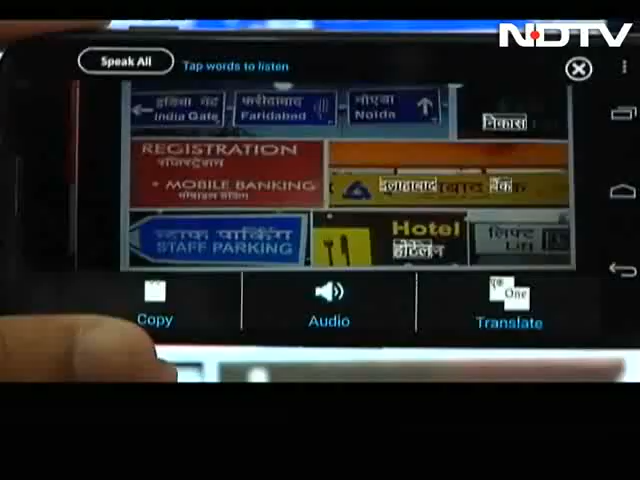 NDTV
Speak All
Tap words to listen
इंडिया गेट
India Gate
फरीदाबाद
Faridabad
नोएडा
Noida
निकास
REGISTRATION
रजिस्ट्रेशन
• MOBILE BANKING
मोबाइल बैंकिंग
इलाहाबाद बैंक
स्टाफ पार्किंग
STAFF PARKING
Hotel
लिफ्ट
Lift
Copy
Audio
One
Translate